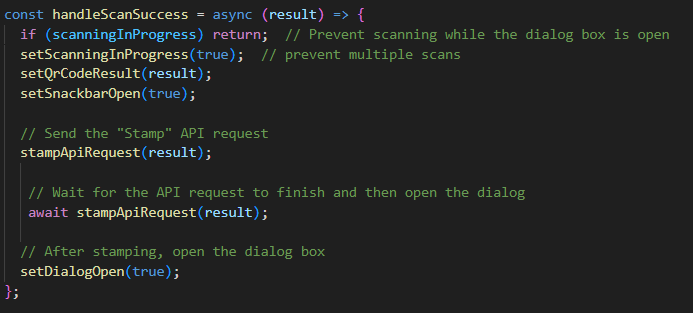 const handleScanSuccess = async (result) => {
  if (scanningInProgress) return;  // Prevent scanning while the dialog box is open
  setScanningInProgress(true);  // prevent multiple scans
  setQrCodeResult(result);
  setSnackbarOpen(true);

  // Send the "Stamp" API request
  stampApiRequest(result);

   // Wait for the API request to finish and then open the dialog
   await stampApiRequest(result);

  // After stamping, open the dialog box
  setDialogOpen(true);
};